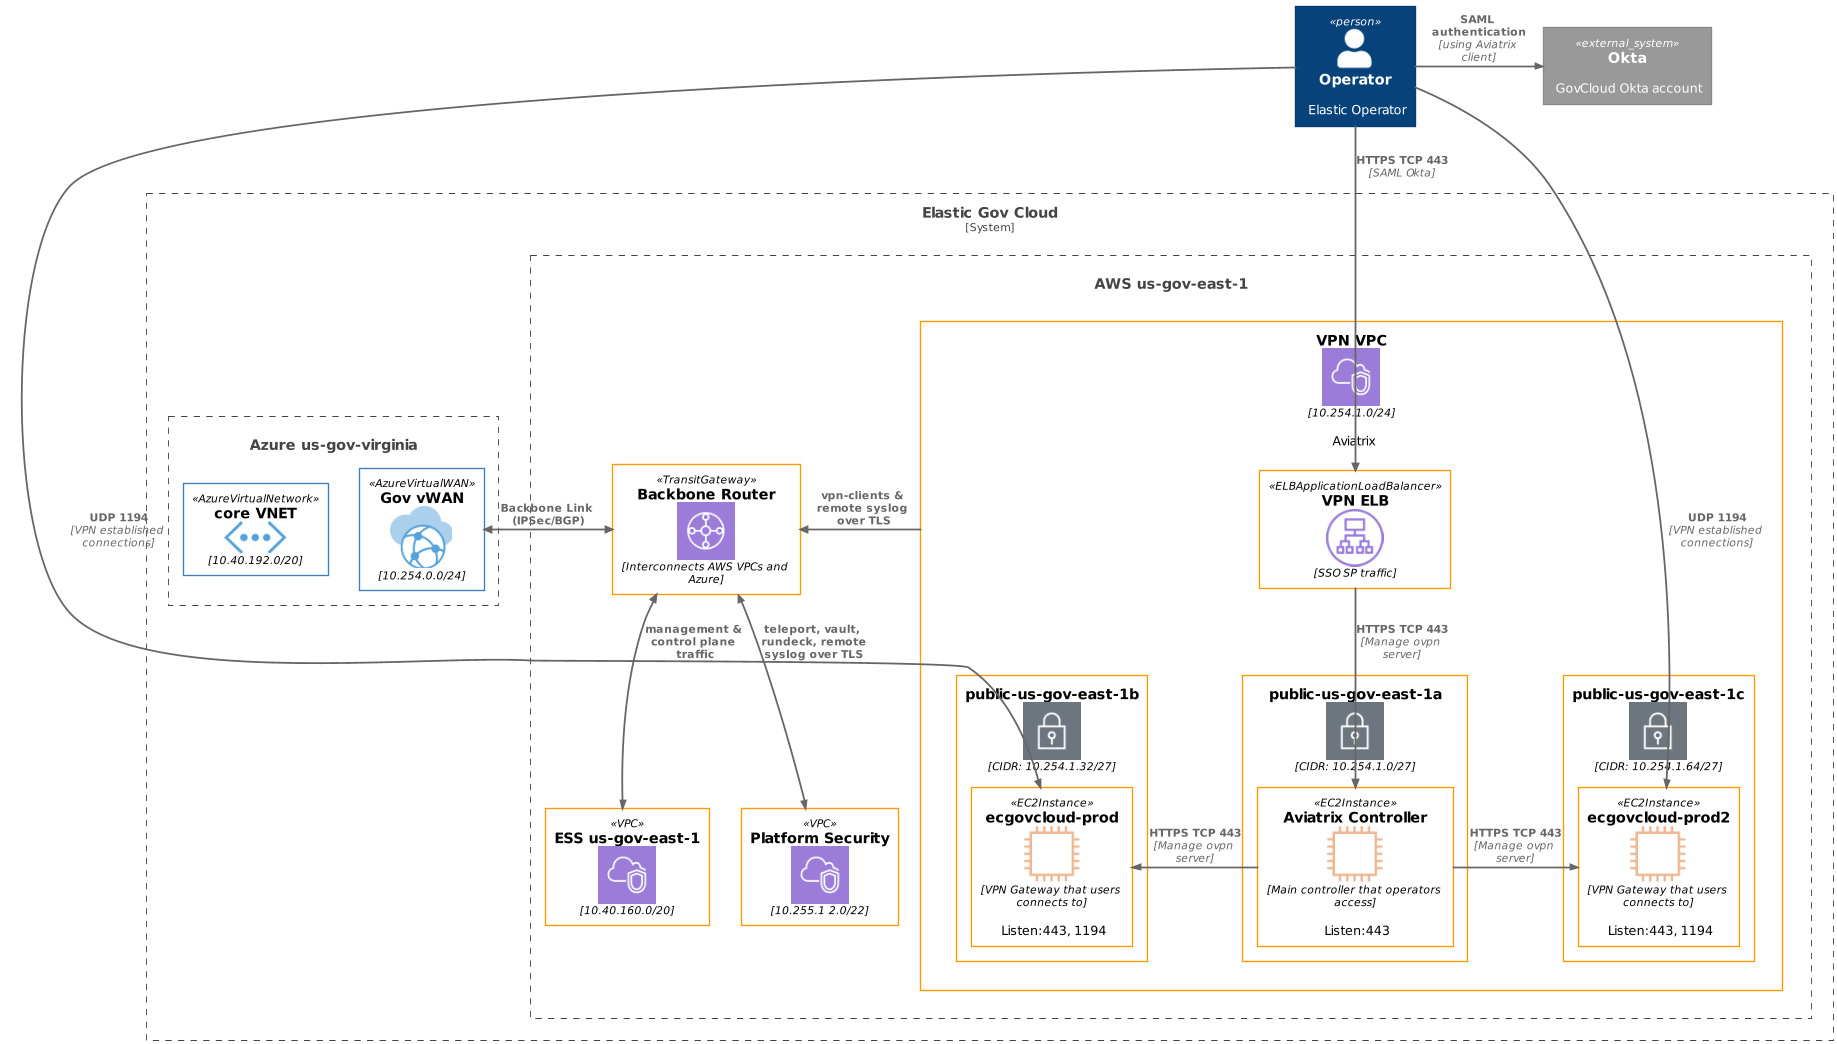 «person»
Operator
Elastic Operator
SAML
authentication
[using Aviatrix
client]
«external_system»
Okta
GovCloud Okta account
HTTPS TCP 443
[SAML Okta]
Elastic Gov Cloud
[System]
AWS us-gov-east-1
VPN VPC
[10.254.1.0/24]
Aviatrix
Azure us-gov-virginia
«AzureVirtualNetwork»
core VNET
[10.40.192.0/20]
«AzureVirtualWAN»
Gov vWAN
[10.254.0.0/24]
Backbone Link
(IPSec/BGP)
«TransitGateway»
Backbone Router
[Interconnects AWS VPCs and
Azure]
vpn-clients &
remote syslog
over TLS
«ELBApplicationLoadBalancer»
VPN ELB
[SSO SP traffic]
UDP 1194
[VPN established
connections]
UDP 1194
[VPN established
connections]
management &
control plane
traffic
teleport, vault,
rundeck, remote
syslog over TLS
HTTPS TCP 443
[Manage ovpn
server]
public-us-gov-east-1b
[CIDR: 10.254.1.32/27]
public-us-gov-east-1a
[CIDR: 10.254.1.0/27]
public-us-gov-east-1c
[CIDR: 10.254.1.64/27]
«VPC»
ESS us-gov-east-1
[10.40.160.0/20]
«VPC»
Platform Security
[10.255.1 2.0/22]
«EC2Instance»
ecgovcloud-prod
[VPN Gateway that users
connects to]
Listen:443, 1194
HTTPS TCP 443
[Manage ovpn
server]
«EC2Instance»
Aviatrix Controller
[Main controller that operators
access]
Listen:443
HTTPS TCP 443
[Manage ovpn
server]
«EC2Instance»
ecgovcloud-prod2
[VPN Gateway that users
connects to]
Listen:443, 1194